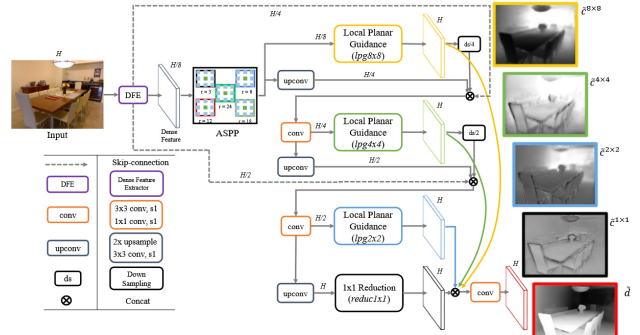 H/4
c̃ 8×8
H
H/8
Local Planar
Guidance
(lpg8x8)
H
ds/4
H/8
DFE
upconv
H/4
r = 3
r = 6
r = 24
r = 12
r = 18
Input
Dense
Feature
ASPP
c̃ 4×4
conv
H/4
Local Planar
Guidance
(lpg4x4)
H
ds/2
upconv
H/2
H/2
Skip-connection
DFE
Dense Feature
Extractor
conv
3x3 conv, s1
1x1 conv, s1
upconv
2x upsample
3x3 conv, s1
ds
Down
Sampling
Concat
c̃ 2×2
conv
H/2
Local Planar
Guidance
(lpg2x2)
H
c̃ 1×1
upconv
H
1x1 Reduction
(reduc1x1)
H
conv
H
d̃